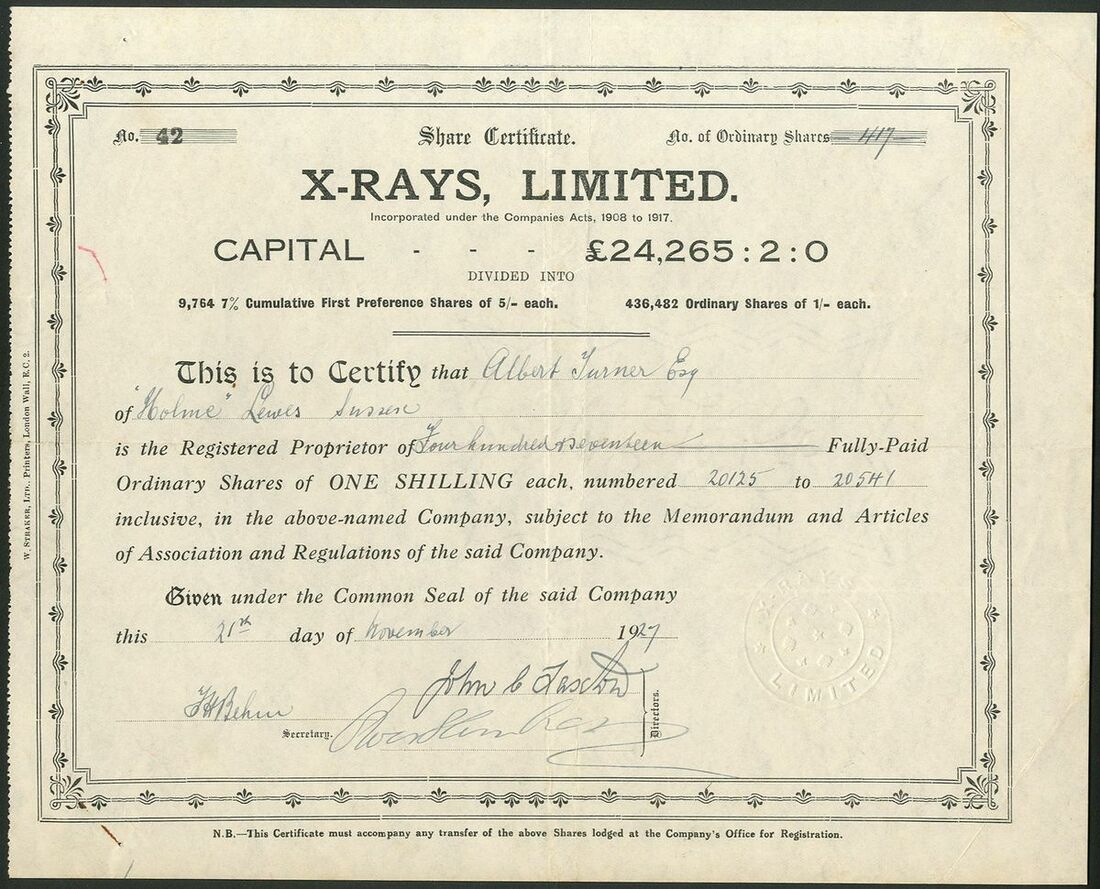 No. 42 Share Certificate. No. of Ordinary Shares 417
X-RAYS, LIMITED.
Incorporated under the Companies Acts, 1908 to 1917.
CAPITAL - - - £24,265:2:0
DIVIDED INTO
9,764 7% Cumulative First Preference Shares of 5/- each. 436,482 Ordinary Shares of 1/- each.
This is to Certify that Albert Turner Esq
of "Holme" Lewes Sussex
is the Registered Proprietor of Four hundred & seventeen Fully-Paid
Ordinary Shares of ONE SHILLING each, numbered 20125 to 20541
inclusive, in the above-named Company, subject to the Memorandum and Articles
of Association and Regulations of the said Company.
Given under the Common Seal of the said Company
this 21st day of November 1927
John C
Directors.
Secretary.
X-RAYS
LIMITED
N.B.—This Certificate must accompany any transfer of the above Shares lodged at the Company's Office for Registration.
W. STRAKER, LTD., Printers, London Wall, E.C. 2.